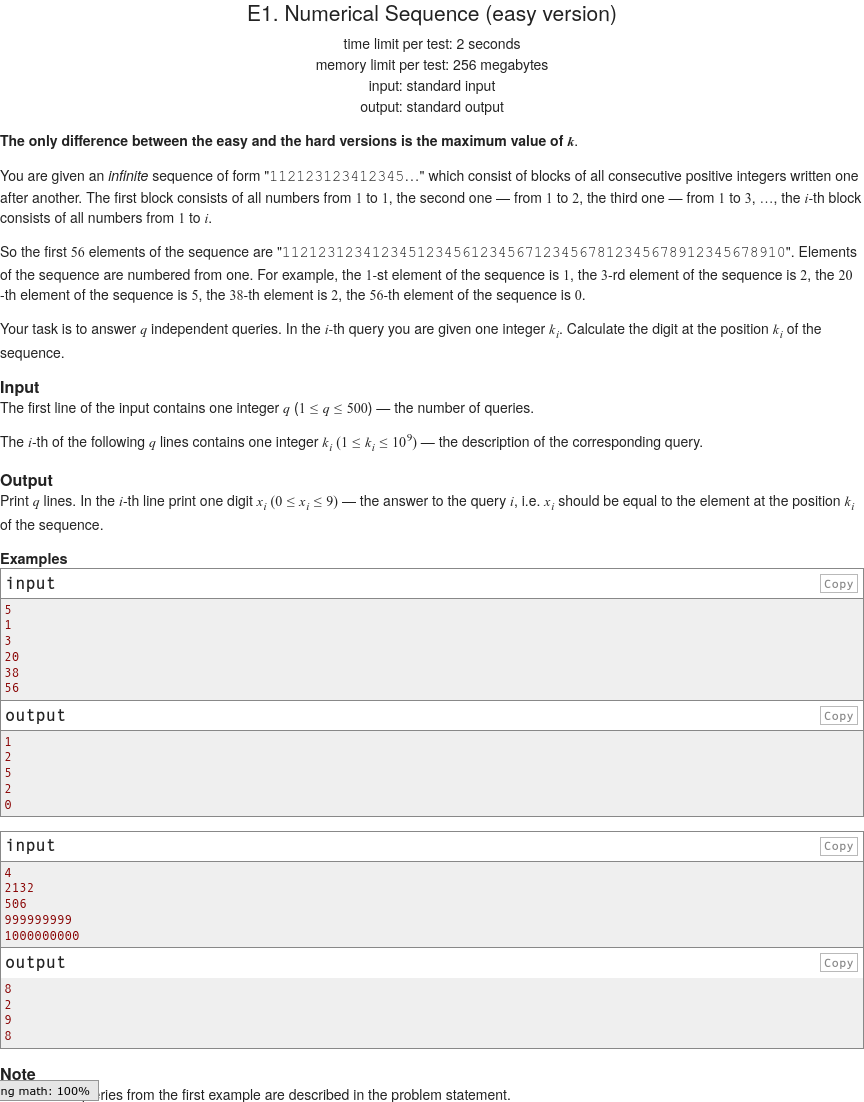 E1. Numerical Sequence (easy version)
time limit per test: 2 seconds
memory limit per test: 256 megabytes
input: standard input
output: standard output
The only difference between the easy and the hard versions is the maximum value of k.
You are given an infinite sequence of form "112123123412345…" which consist of blocks of all consecutive positive integers written one
after another. The first block consists of all numbers from 1 to 1, the second one — from 1 to 2, the third one — from 1 to 3, …, the i-th block
consists of all numbers from 1 to i.
So the first 56 elements of the sequence are "11212312341234512345612345671234567812345678912345678910". Elements
of the sequence are numbered from one. For example, the 1-st element of the sequence is 1, the 3-rd element of the sequence is 2, the 20
-th element of the sequence is 5, the 38-th element is 2, the 56-th element of the sequence is 0.
Your task is to answer q independent queries. In the i-th query you are given one integer k_i. Calculate the digit at the position k_i of the
sequence.
Input
The first line of the input contains one integer q (1 ≤ q ≤ 500) — the number of queries.
The i-th of the following q lines contains one integer k_i (1 ≤ k_i ≤ 10^9) — the description of the corresponding query.
Output
Print q lines. In the i-th line print one digit x_i (0 ≤ x_i ≤ 9) — the answer to the query i, i.e. x_i should be equal to the element at the position k_i
of the sequence.
Examples
input Copy
5
1
3
20
38
56
output Copy
1
2
5
2
0
input Copy
4
2132
506
999999999
1000000000
output Copy
8
2
9
8
Note
ng math: 100% ries from the first example are described in the problem statement.